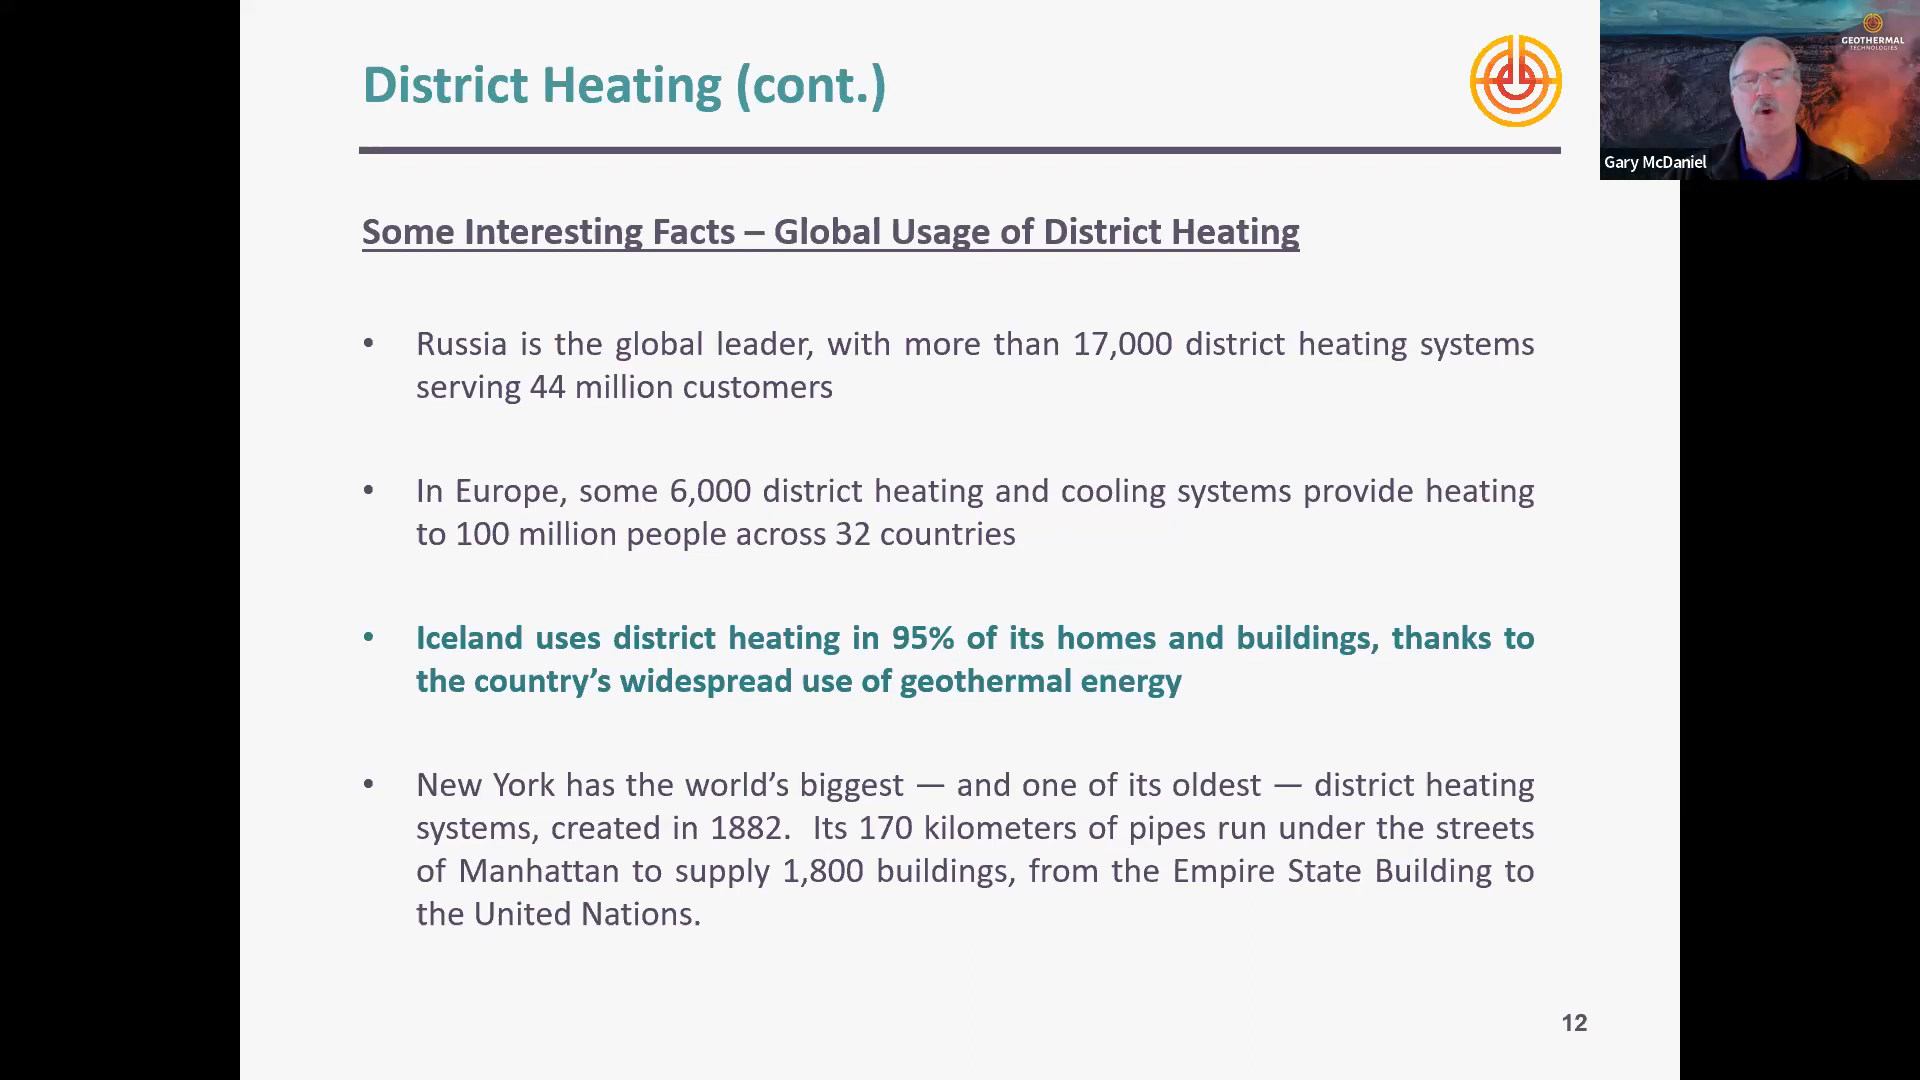 District Heating (cont.)
GEOTHERMAL
TECHNOLOGIES
Gary McDaniel
Some Interesting Facts – Global Usage of District Heating
• Russia is the global leader, with more than 17,000 district heating systems
serving 44 million customers
• In Europe, some 6,000 district heating and cooling systems provide heating
to 100 million people across 32 countries
• Iceland uses district heating in 95% of its homes and buildings, thanks to
the country’s widespread use of geothermal energy
• New York has the world’s biggest — and one of its oldest — district heating
systems, created in 1882.  Its 170 kilometers of pipes run under the streets
of Manhattan to supply 1,800 buildings, from the Empire State Building to
the United Nations.
12